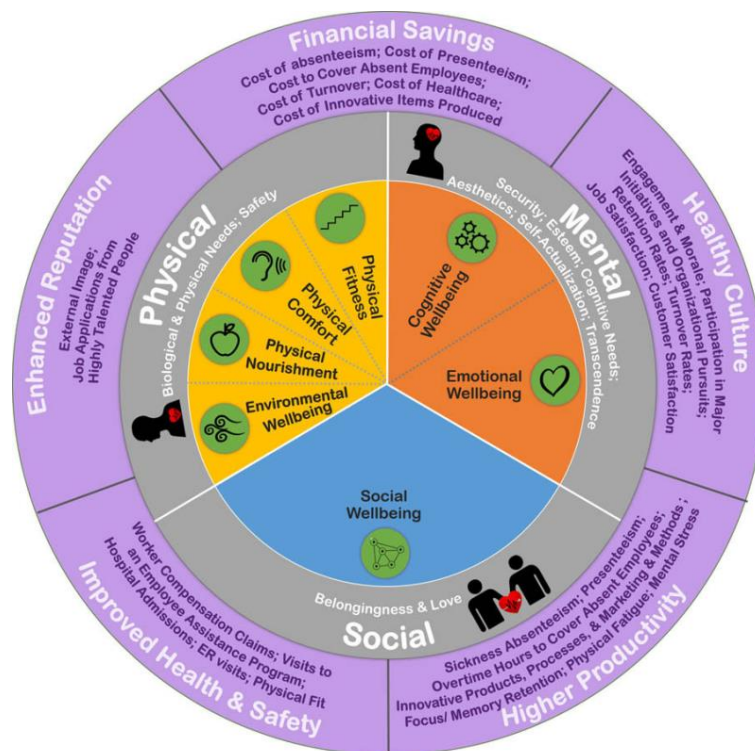 Financial Savings
Cost of absenteeism; Cost of Presenteeism;
Cost to Cover Absent Employees;
Cost of Turnover; Cost of Healthcare;
Cost of Innovative Items Produced
Healthy Culture
Engagement & Morale; Participation in Major
Initiatives and Organizational Pursuits;
Retention Rates; Turnover Rates;
Job Satisfaction; Customer Satisfaction
Higher Productivity
Sickness Absenteeism; Presenteeism;
Overtime Hours to Cover Absent Employees;
Innovative Products, Processes, & Marketing & Methods ;
Focus/ Memory Retention; Physical Fatigue; Mental Stress
Improved Health & Safety
Worker Compensation Claims; Visits to
an Employee Assistance Program;
Hospital Admissions; ER visits; Physical Fit
Enhanced Reputation
External Image;
Job Applications from
Highly Talented People
Physical
Biological & Physical Needs; Safety
Mental
Security; Esteem; Cognitive Needs;
Aesthetics; Self-Actualization; Transcendence
Social
Belongingness & Love
Physical
Fitness
Physical
Comfort
Physical
Nourishment
Environmental
Wellbeing
Cognitive
Wellbeing
Emotional
Wellbeing
Social
Wellbeing